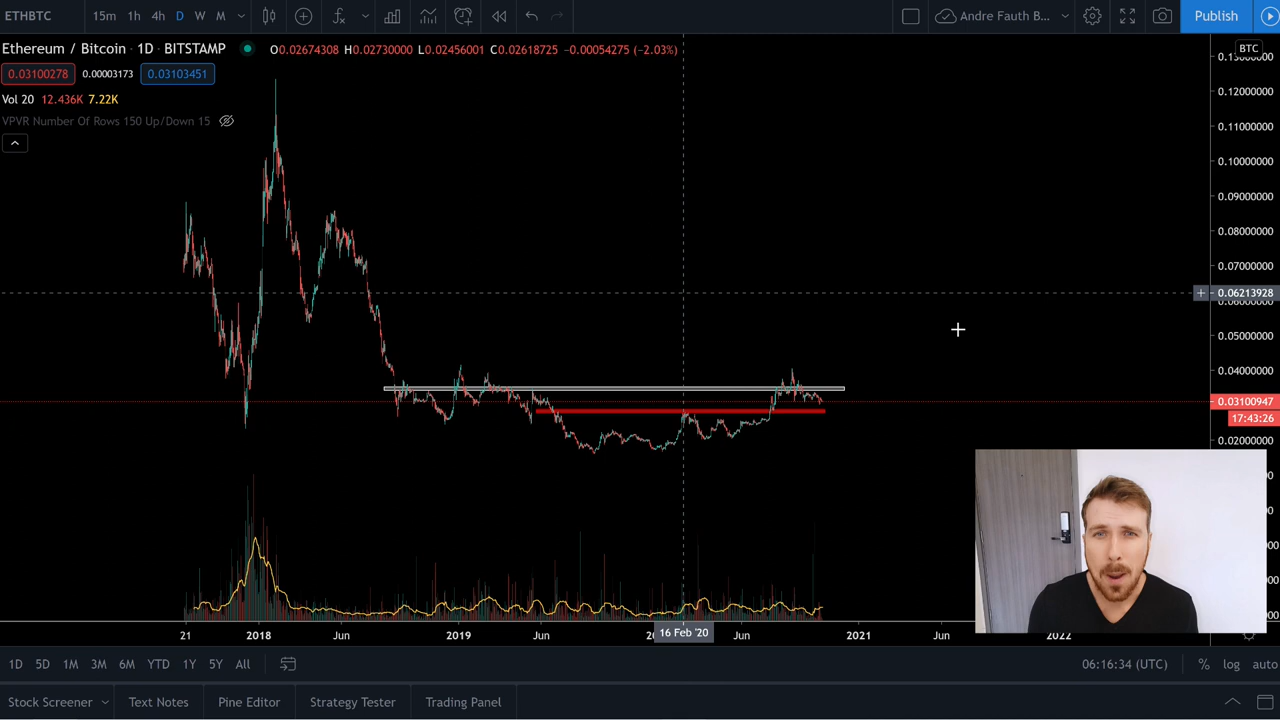 ETHBTC 15m 1h 4h D W M Andre Fauth B... Publish
Ethereum / Bitcoin · 1D · BITSTAMP O0.02674308 H0.02730000 L0.02456001 C0.02618725 −0.00054275 (−2.03%) BTC
0.03100278 0.00003173 0.03103451
Vol 20 12.436K 7.22K
VPVR Number Of Rows 150 Up/Down 15
0.12000000
0.11000000
0.10000000
0.09000000
0.08000000
0.07000000
0.06213928
0.05000000
0.04000000
0.03100947
17:43:26
0.02000000
21 2018 Jun 2019 Jun 16 Feb '20 Jun 2021 Jun 2022
1D 5D 1M 3M 6M YTD 1Y 5Y All 06:16:34 (UTC) % log auto
Stock Screener Text Notes Pine Editor Strategy Tester Trading Panel